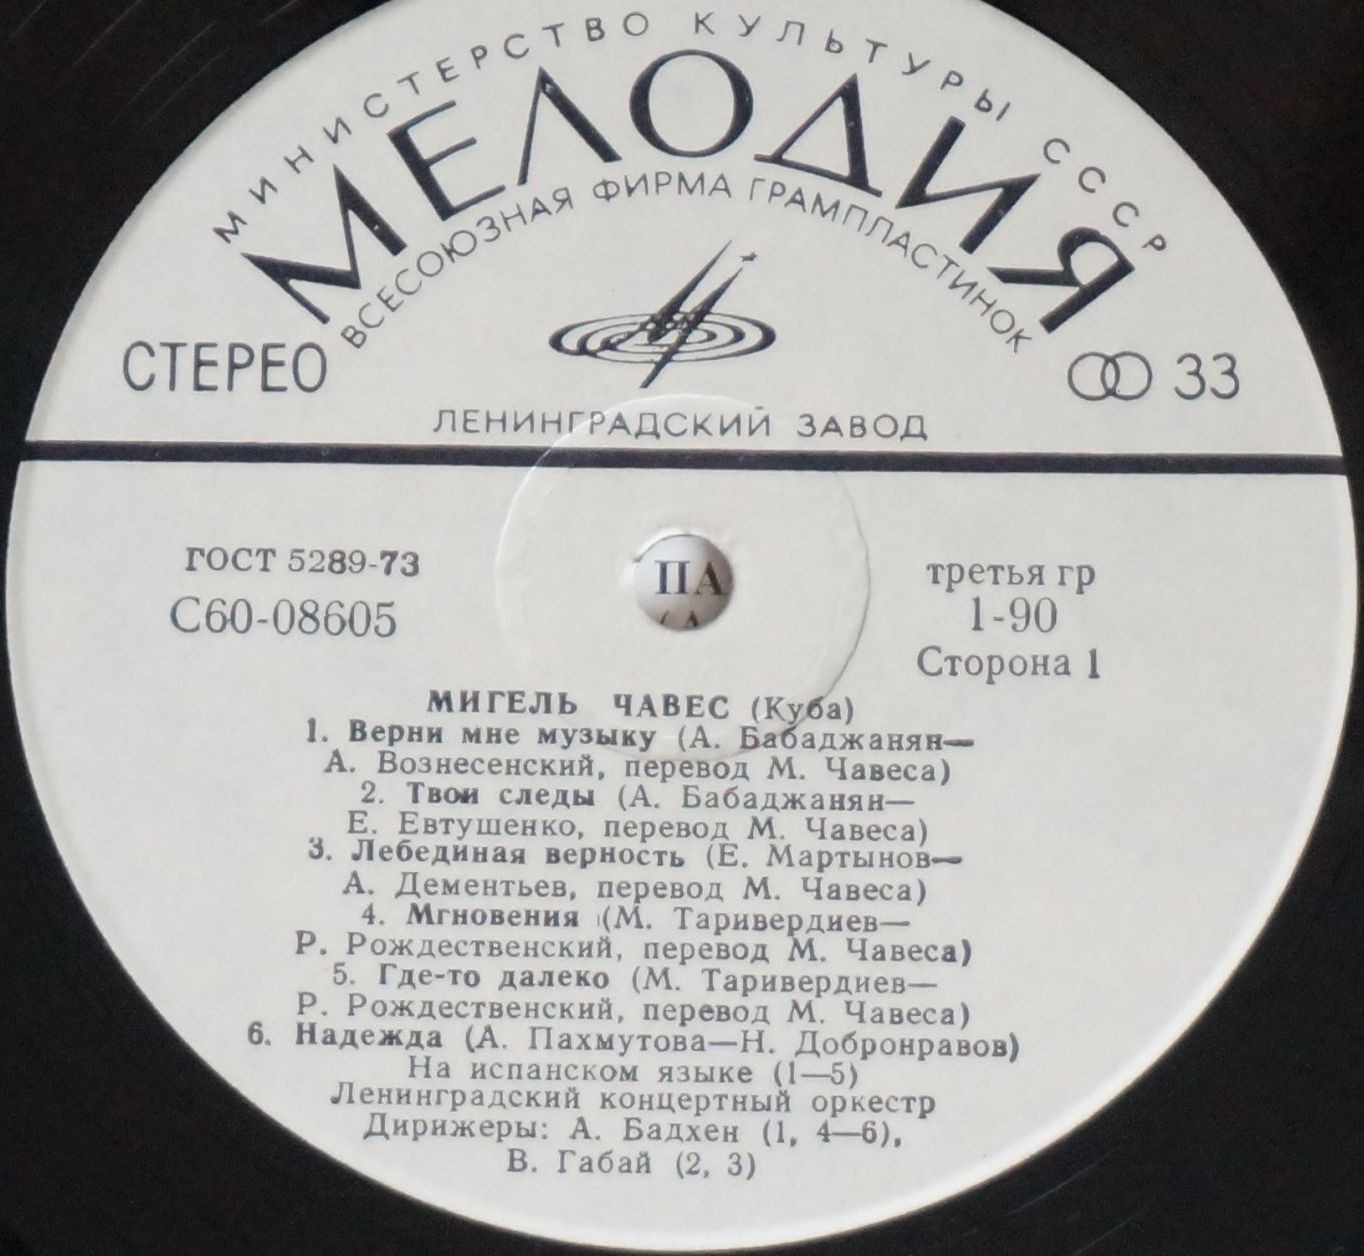 МИНИСТЕРСТВО КУЛЬТУРЫ СССР
МЕЛОДИЯ
ВСЕСОЮЗНАЯ ФИРМА ГРАМПЛАСТИНОК
СТЕРЕО
33
ЛЕНИНГРАДСКИЙ ЗАВОД
ГОСТ 5289-73
С60-08605
ПА
(А
третья гр
1-90
Сторона 1
МИГЕЛЬ ЧАВЕС (Куба)
1. Верни мне музыку (А. Бабаджанян—
А. Вознесенский, перевод М. Чавеса)
2. Твои следы (А. Бабаджанян—
Е. Евтушенко, перевод М. Чавеса)
3. Лебединая верность (Е. Мартынов—
А. Дементьев, перевод М. Чавеса)
4. Мгновения (М. Таривердиев—
Р. Рождественский, перевод М. Чавеса)
5. Где-то далеко (М. Таривердиев—
Р. Рождественский, перевод М. Чавеса)
6. Надежда (А. Пахмутова—Н. Добронравов)
На испанском языке (1—5)
Ленинградский концертный оркестр
Дирижеры: А. Бадхен (1, 4—6),
В. Габай (2, 3)